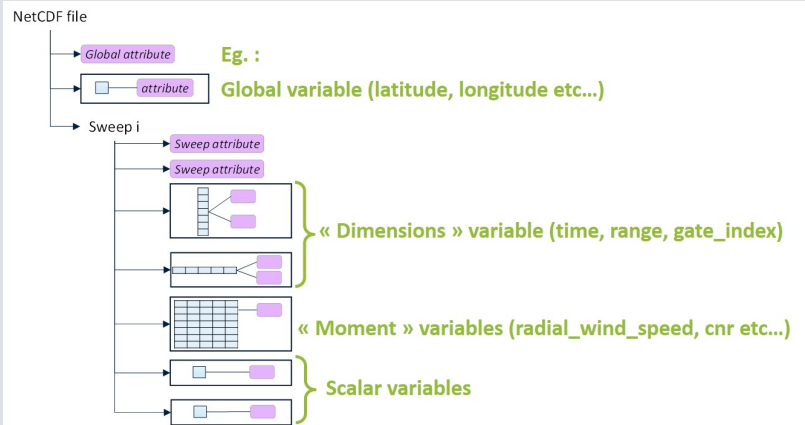 NetCDF file
Global attribute
Eg. :
attribute
Global variable (latitude, longitude etc...)
Sweep i
Sweep attribute
Sweep attribute
« Dimensions » variable (time, range, gate_index)
« Moment » variables (radial_wind_speed, cnr etc...)
Scalar variables